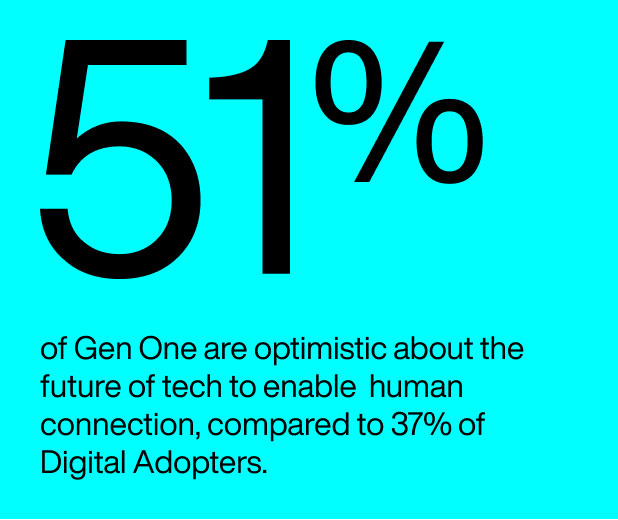 51%
of Gen One are optimistic about the
future of tech to enable  human
connection, compared to 37% of
Digital Adopters.